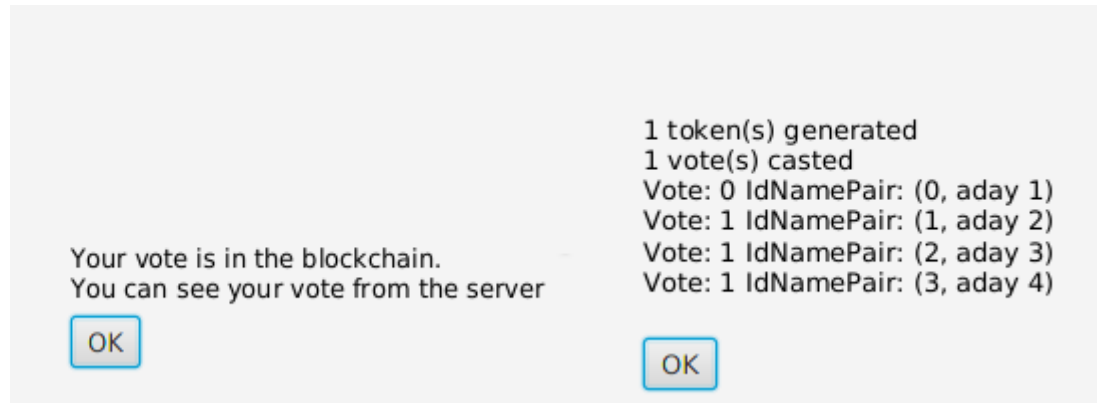 Your vote is in the blockchain.
You can see your vote from the server
OK
1 token(s) generated
1 vote(s) casted
Vote: 0 IdNamePair: (0, aday 1)
Vote: 1 IdNamePair: (1, aday 2)
Vote: 1 IdNamePair: (2, aday 3)
Vote: 1 IdNamePair: (3, aday 4)
OK